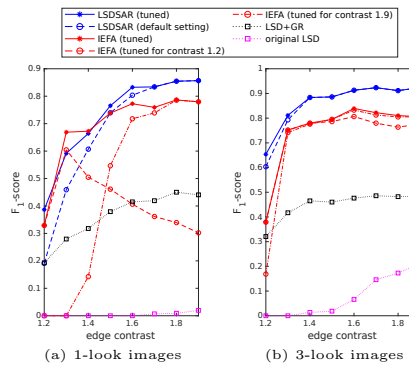 LSDSAR (tuned)
LSDSAR (default setting)
IEFA (tuned)
IEFA (tuned for contrast 1.2)
IEFA (tuned for contrast 1.9)
LSD+GR
original LSD
a
0.9
0.8
0.7
0.6
0.5
0.4
0.3
0.2
0.1
0
F1-score
1.2 1.4 1.6 1.8
edge contrast
(a) 1-look images
b
1
0.9
0.8
0.7
0.6
0.5
0.4
0.3
0.2
0.1
0
F1-score
1.2 1.4 1.6 1.8
edge contrast
(b) 3-look images